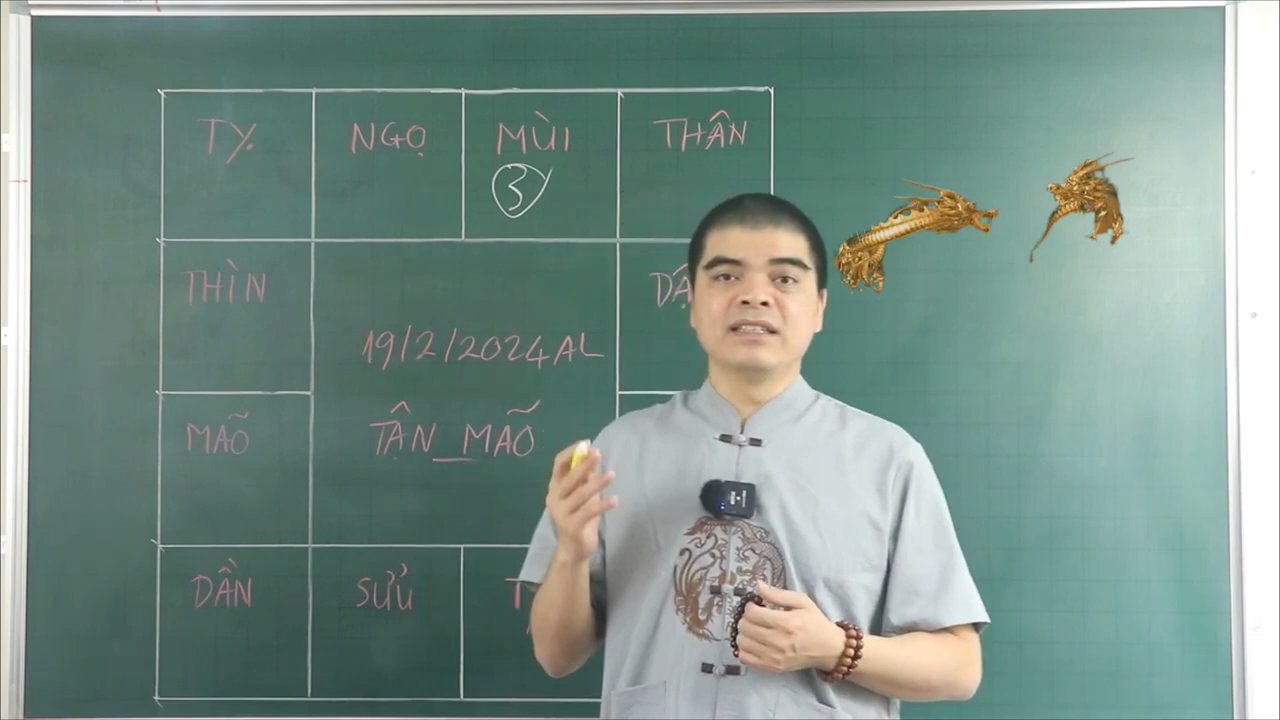 TỴ NGỌ MÙI THÂN
3
THÌN
19/2/2024 AL
MÃO TÂN_MÃO
DẦN SỬU